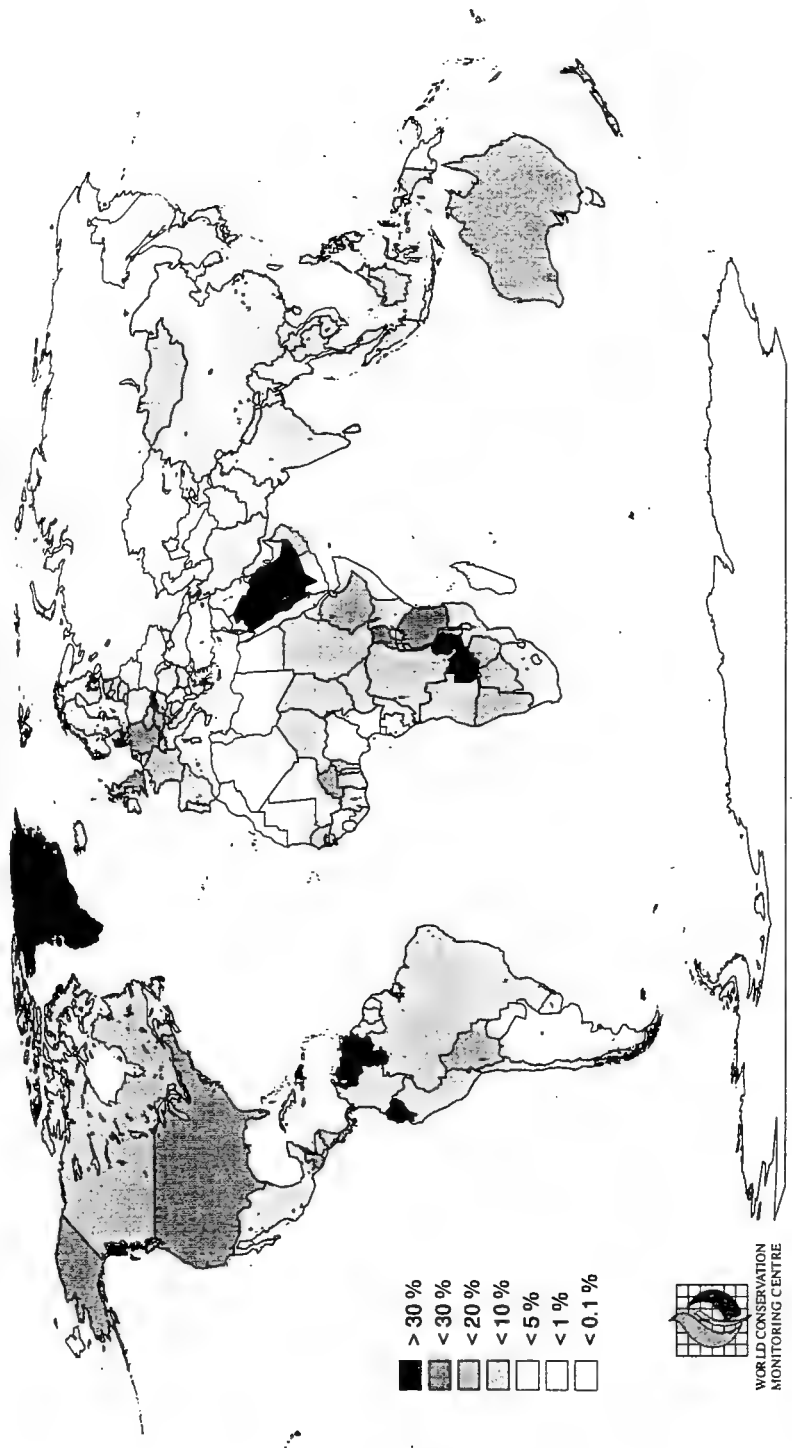 > 30 %
< 30 %
< 20 %
< 10 %
< 5 %
< 1 %
< 0.1 %
WORLD CONSERVATION
MONITORING CENTRE